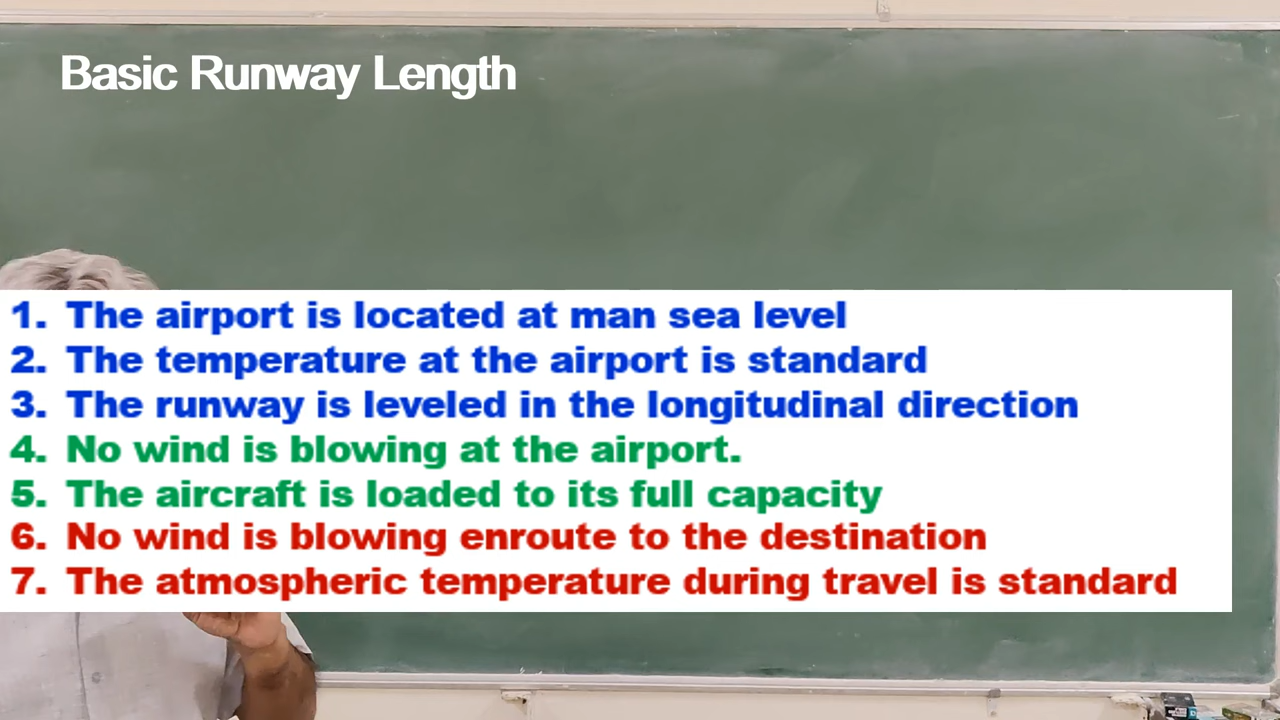 Basic Runway Length
1. The airport is located at man sea level
2. The temperature at the airport is standard
3. The runway is leveled in the longitudinal direction
4. No wind is blowing at the airport.
5. The aircraft is loaded to its full capacity
6. No wind is blowing enroute to the destination
7. The atmospheric temperature during travel is standard